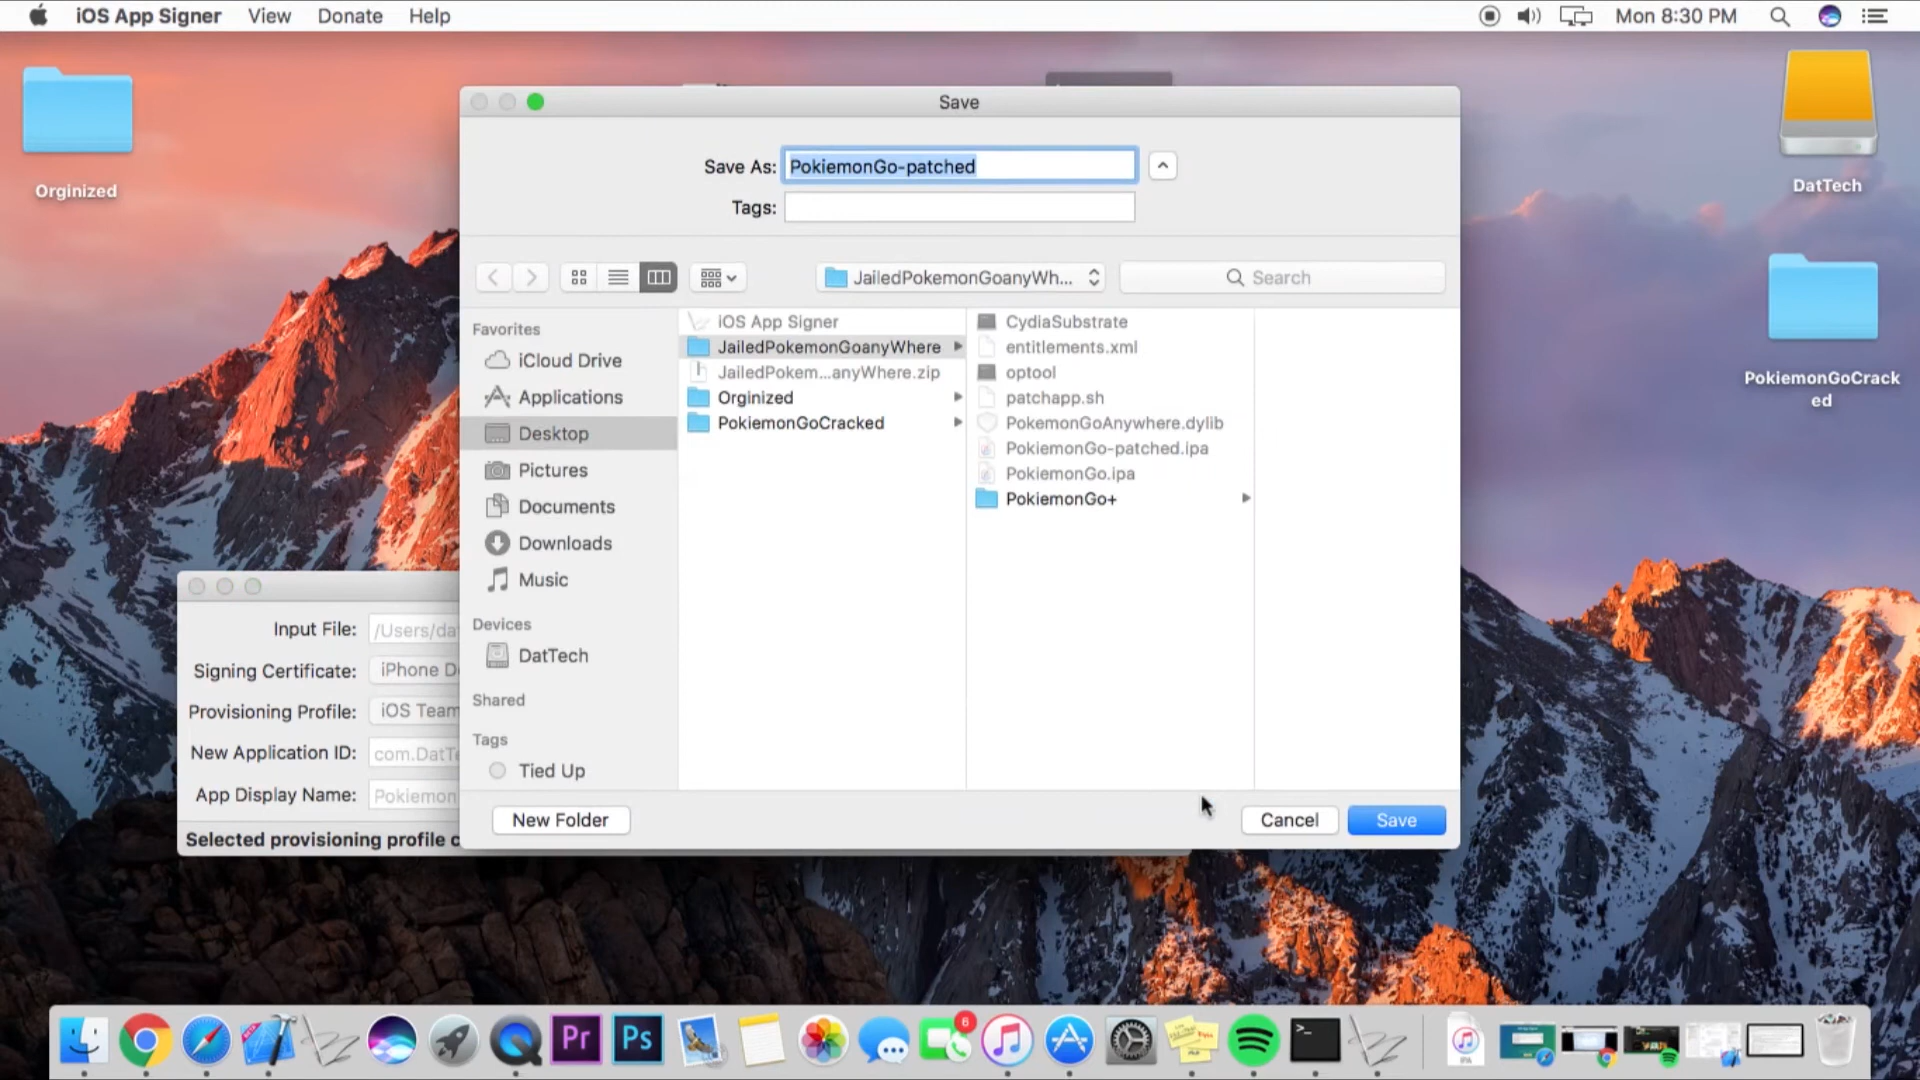 iOS App Signer View Donate Help
Mon 8:30 PM
Orginized
DatTech
PokiemonGoCrack
ed
Save
Save As: PokiemonGo-patched
Tags:
JailedPokemonGoanyWh...
Search
Favorites
iCloud Drive
Applications
Desktop
Pictures
Documents
Downloads
Music
Devices
DatTech
Shared
Tags
Tied Up
iOS App Signer
JailedPokemonGoanyWhere
JailedPokem...anyWhere.zip
Orginized
PokiemonGoCracked
CydiaSubstrate
entitlements.xml
optool
patchapp.sh
PokemonGoAnywhere.dylib
PokiemonGo-patched.ipa
PokiemonGo.ipa
PokiemonGo+
New Folder
Cancel
Save
Input File: /Users/da
Signing Certificate: iPhone D
Provisioning Profile: iOS Team
New Application ID: com.DatT
App Display Name: Pokiemon
Selected provisioning profile c
Pr
Ps
6
IPA